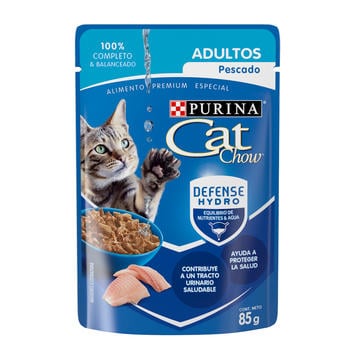 100%
COMPLETO
& BALANCEADO
ADULTOS
Pescado
ALIMENTO PREMIUM ESPECIAL
PURINA
Cat
Chow
DEFENSE
HYDRO
EQUILIBRIO DE
NUTRIENTES & AGUA
AYUDA A
PROTEGER
LA SALUD
CONTRIBUYE
A UN TRACTO
URINARIO
SALUDABLE
CONT. NETO
85g